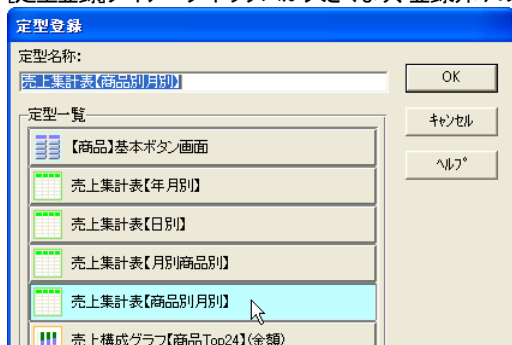 定型登録
定型名称:
売上集計表【商品別月別】
OK
キャンセル
ヘルプ
定型一覧
【商品】基本ボタン画面
売上集計表【年月別】
売上集計表【日別】
売上集計表【月別商品別】
売上集計表【商品別月別】
売上構成グラフ【商品Top24】(金額)